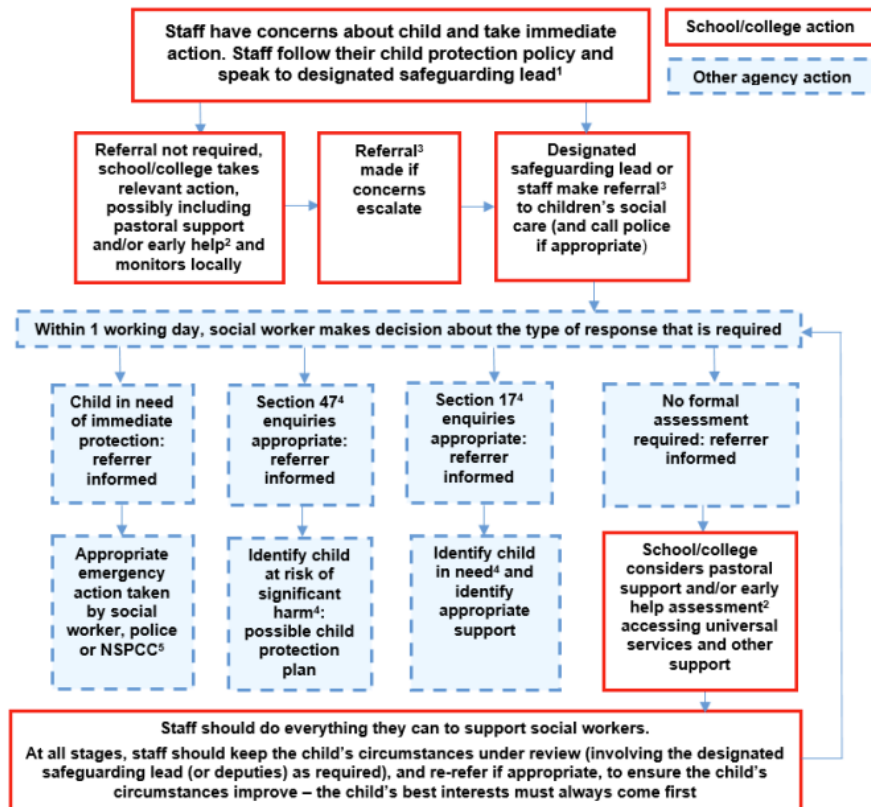 Staff have concerns about child and take immediate
action. Staff follow their child protection policy and
speak to designated safeguarding lead¹
School/college action
Other agency action
Referral not required,
school/college takes
relevant action,
possibly including
pastoral support
and/or early help² and
monitors locally
Referral³
made if
concerns
escalate
Designated
safeguarding lead or
staff make referral³
to children’s social
care (and call police
if appropriate)
Within 1 working day, social worker makes decision about the type of response that is required
Child in need
of immediate
protection:
referrer
informed
Section 47⁴
enquiries
appropriate:
referrer
informed
Section 17⁴
enquiries
appropriate:
referrer
informed
No formal
assessment
required: referrer
informed
Appropriate
emergency
action taken
by social
worker, police
or NSPCC⁵
Identify child
at risk of
significant
harm⁴:
possible child
protection
plan
Identify child
in need⁴ and
identify
appropriate
support
School/college
considers pastoral
support and/or early
help assessment²
accessing universal
services and other
support
Staff should do everything they can to support social workers.
At all stages, staff should keep the child’s circumstances under review (involving the designated
safeguarding lead (or deputies) as required), and re-refer if appropriate, to ensure the child’s
circumstances improve – the child’s best interests must always come first